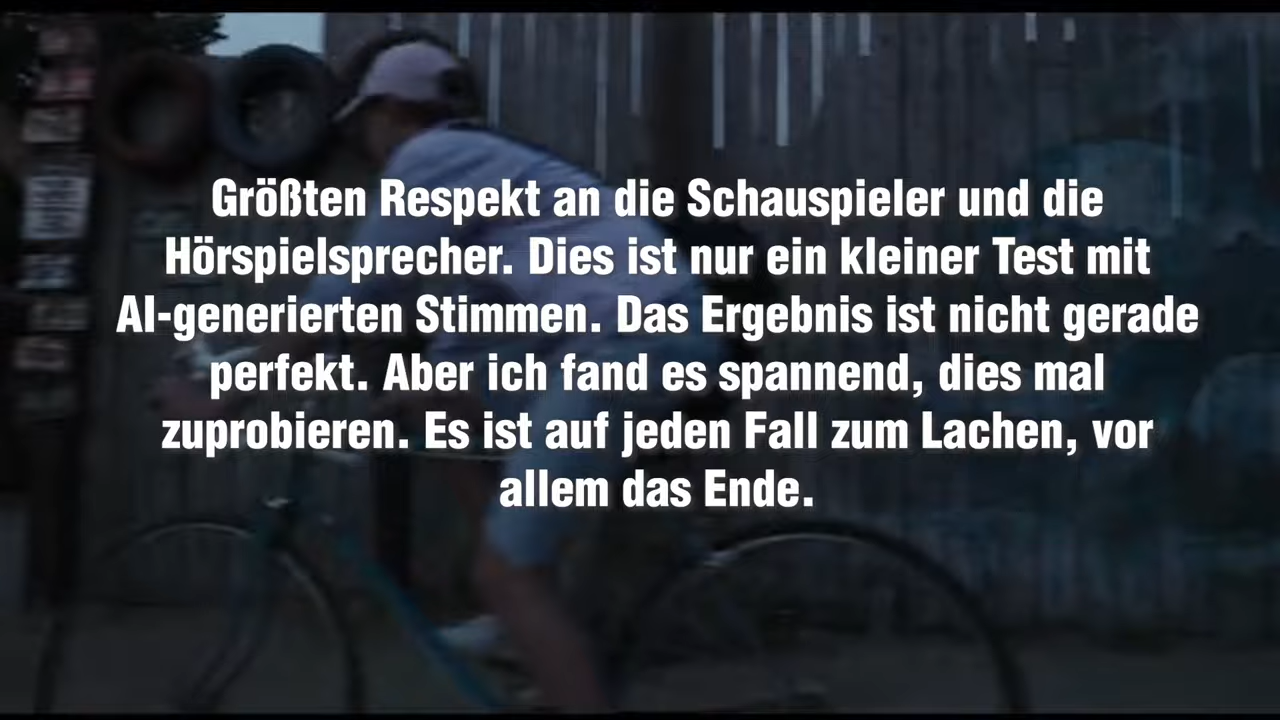 Größten Respekt an die Schauspieler und die
Hörspielsprecher. Dies ist nur ein kleiner Test mit
AI-generierten Stimmen. Das Ergebnis ist nicht gerade
perfekt. Aber ich fand es spannend, dies mal
zuprobieren. Es ist auf jeden Fall zum Lachen, vor
allem das Ende.